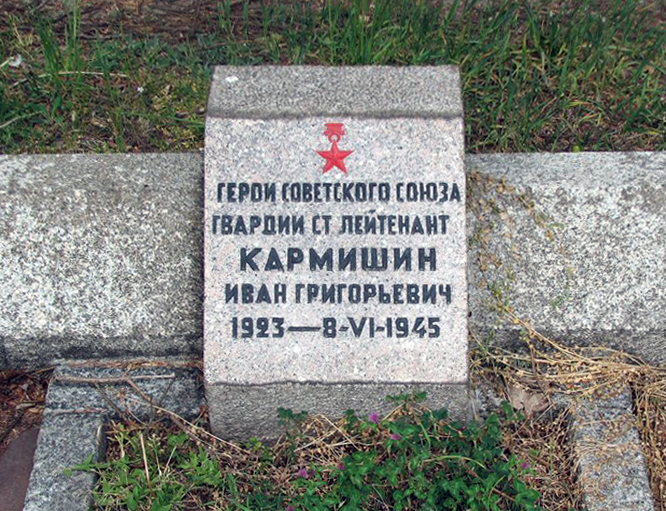 ГЕРОЙ СОВЕТСКОГО СОЮЗА
ГВАРДИИ СТ ЛЕЙТЕНАНТ
КАРМИШИН
ИВАН ГРИГОРЬЕВИЧ
1923—8-VI-1945